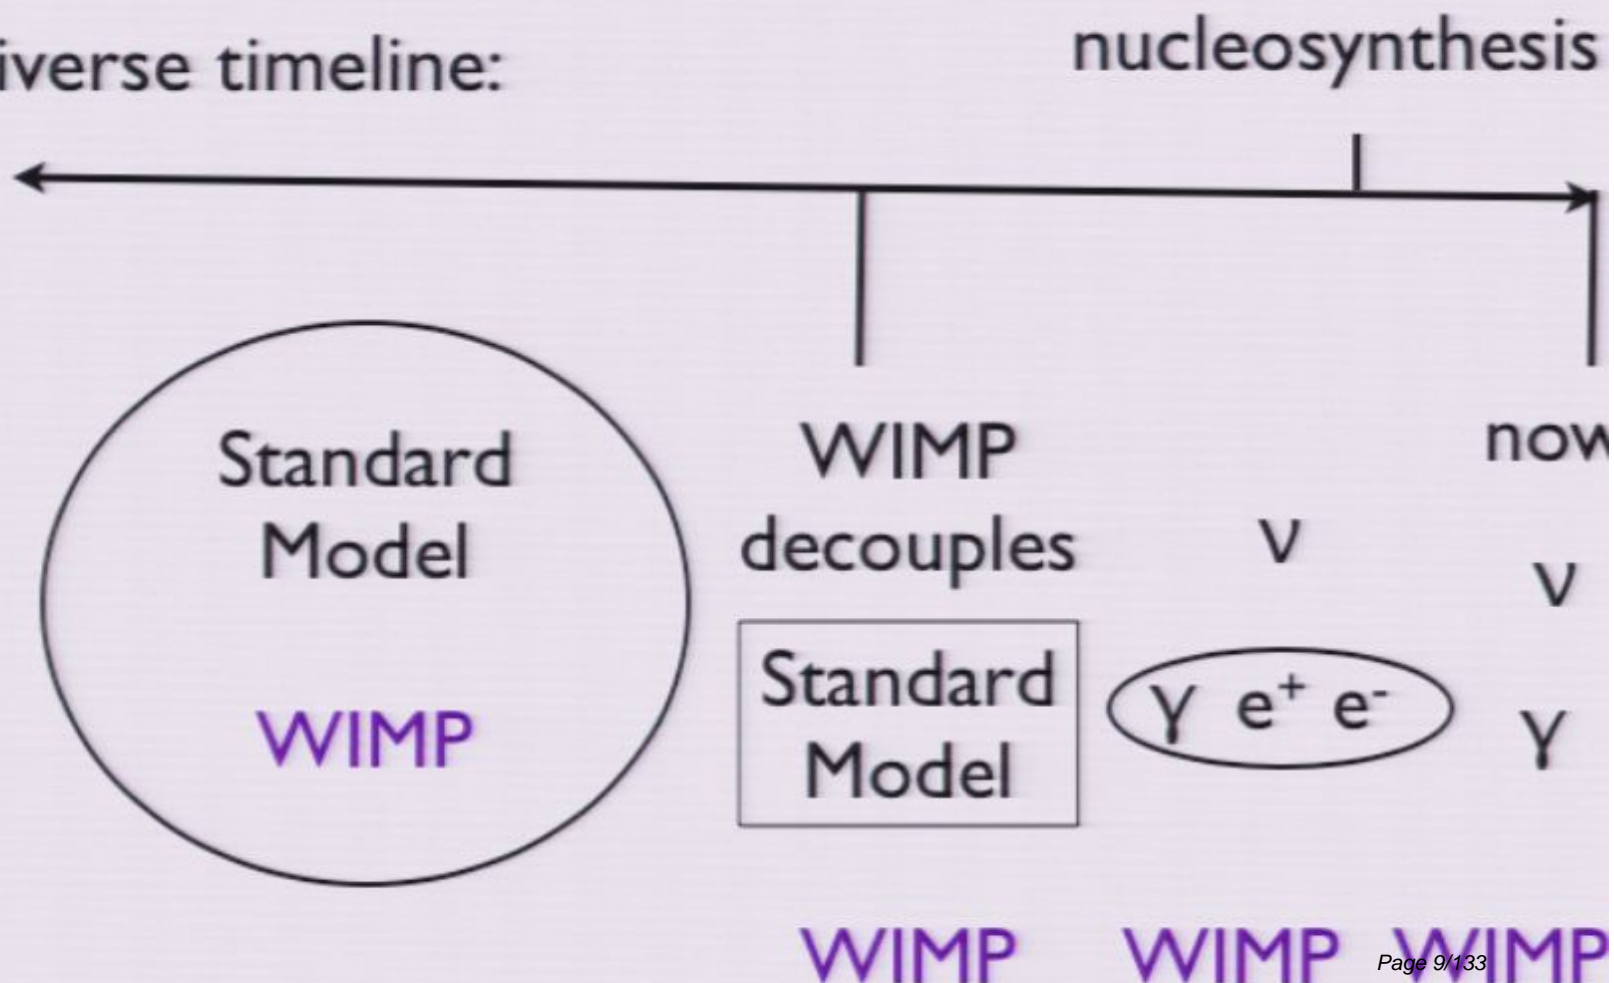 iverse timeline:
nucleosynthesis
Standard
Model
WIMP
WIMP
decouples
Standard
Model
WIMP
ν
γ e⁺ e⁻
WIMP
now
ν
γ
WIMP
Page 9/133